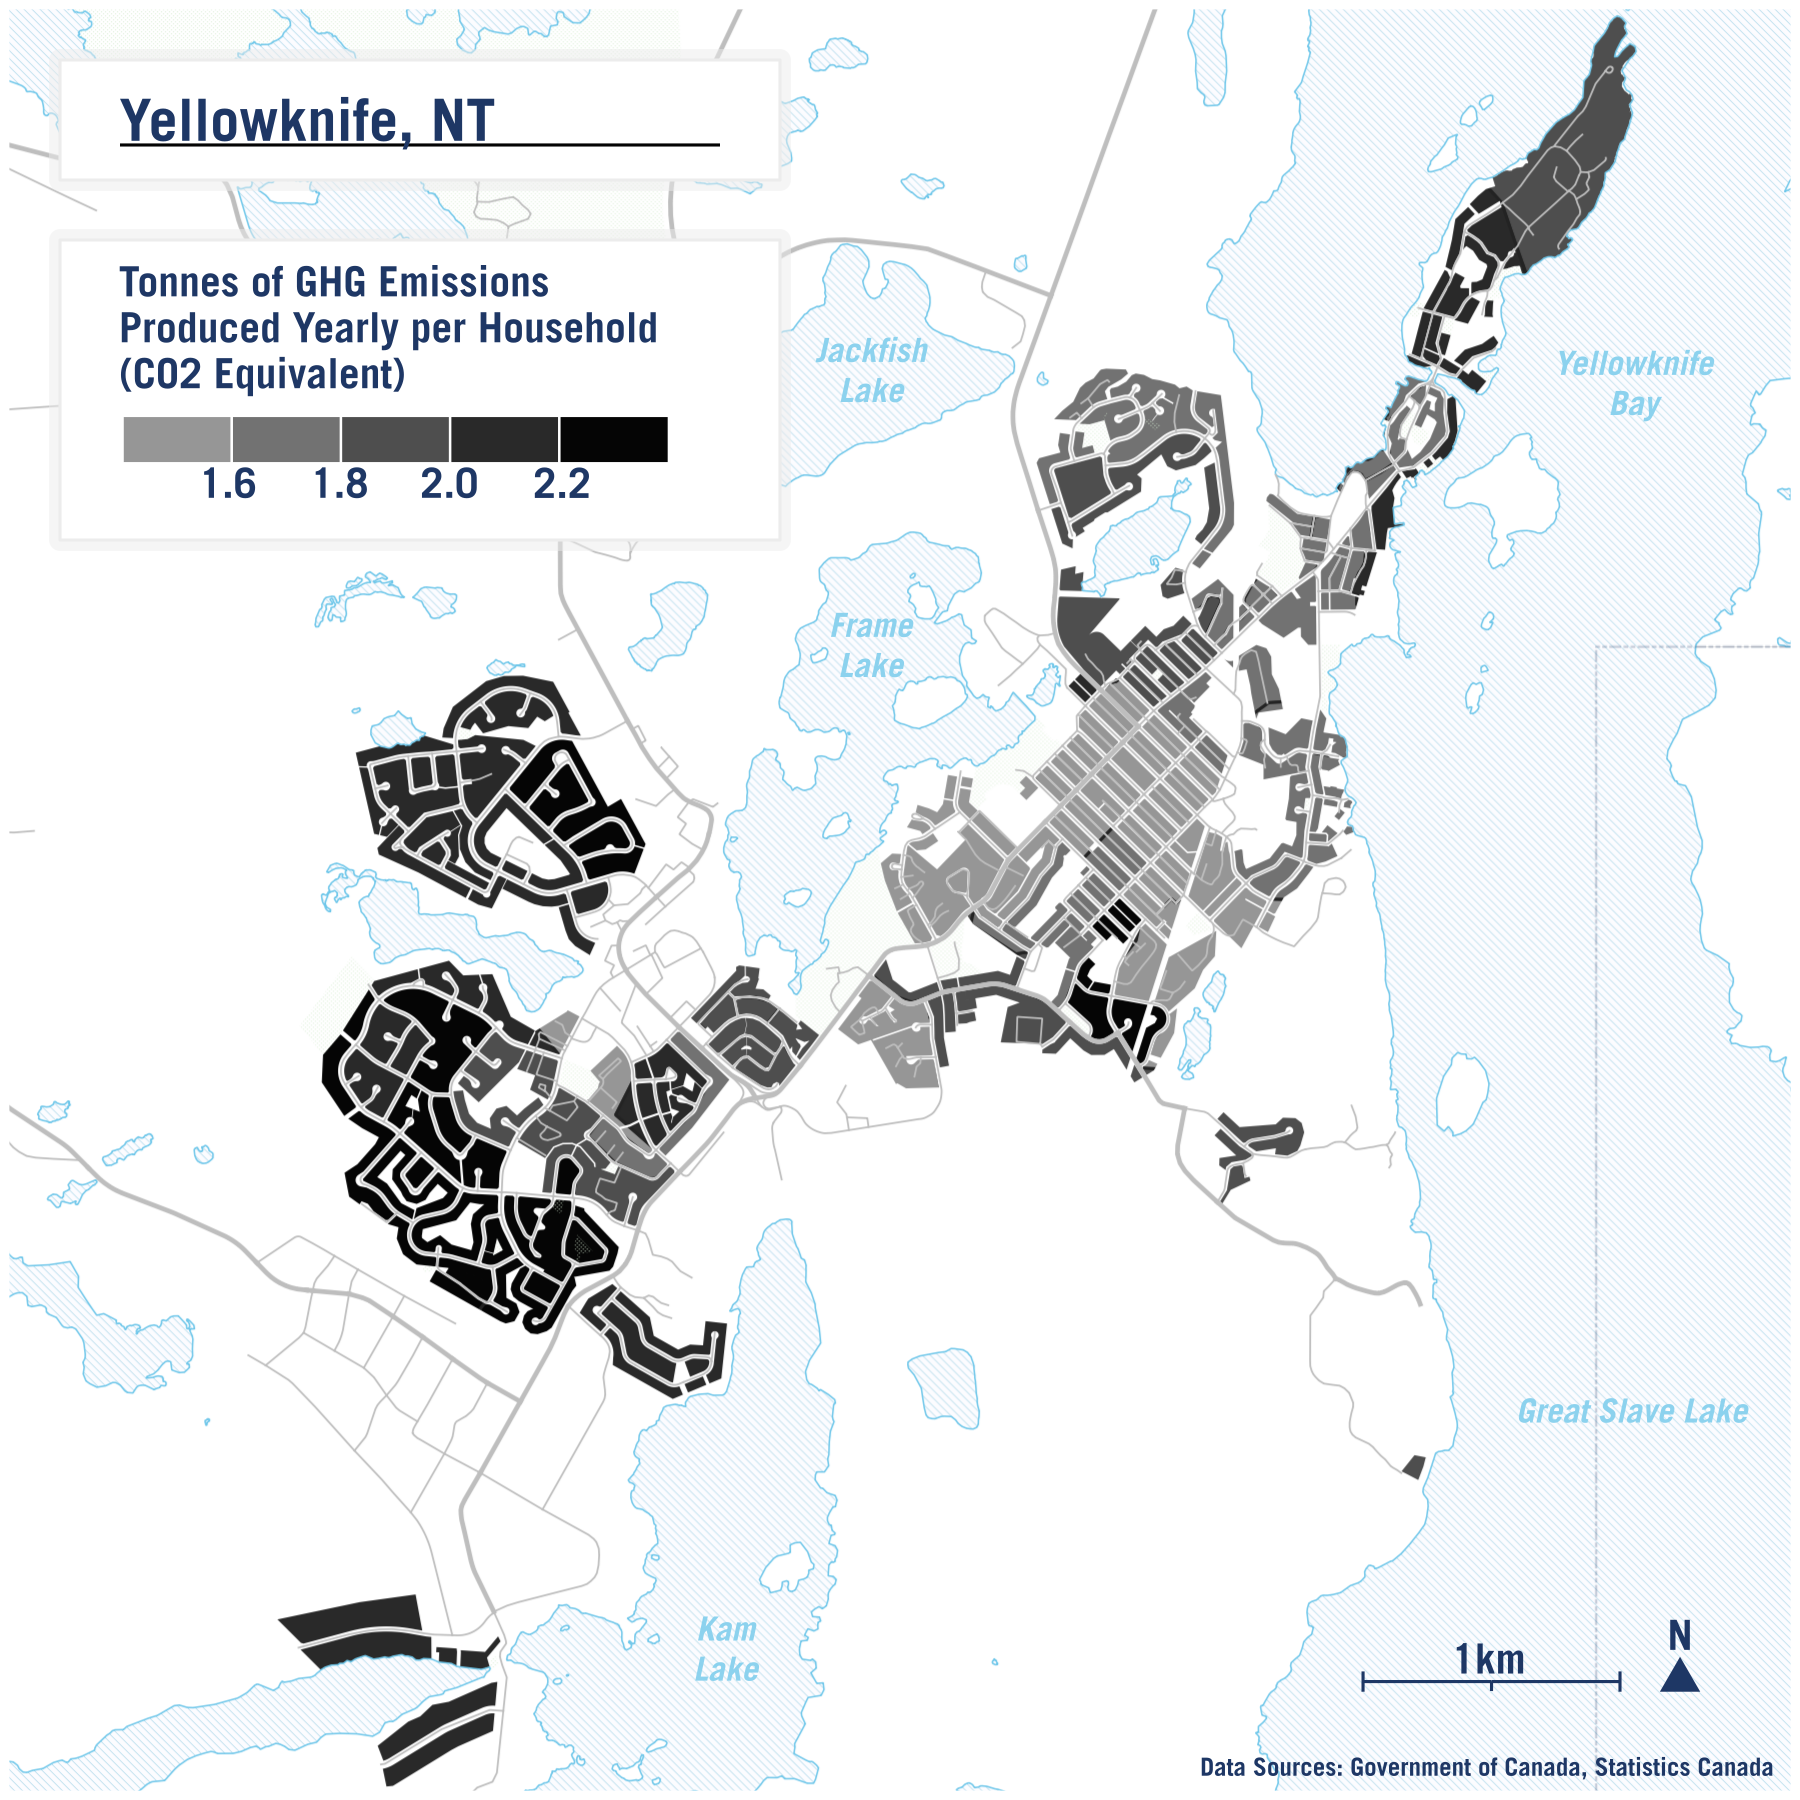 Yellowknife, NT
Tonnes of GHG Emissions
Produced Yearly per Household
(CO2 Equivalent)
1.6 1.8 2.0 2.2
Jackfish
Lake
Yellowknife
Bay
Frame
Lake
Great Slave Lake
Kam
Lake
1km
N
Data Sources: Government of Canada, Statistics Canada